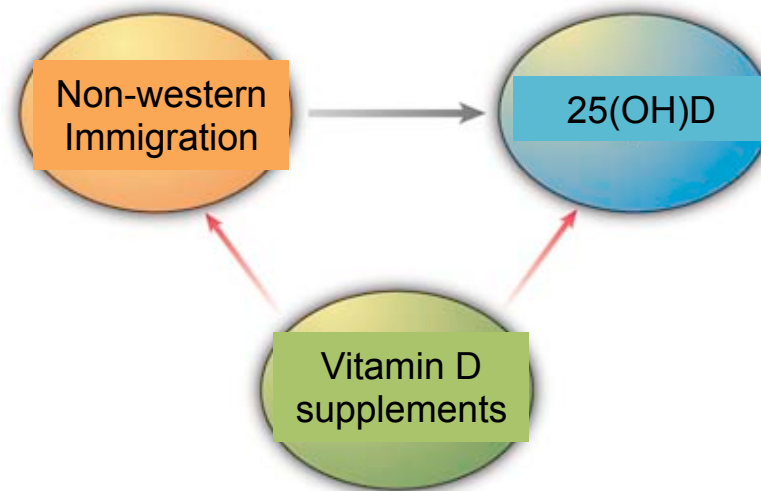 Non-western
Immigration
25(OH)D
Vitamin D
supplements